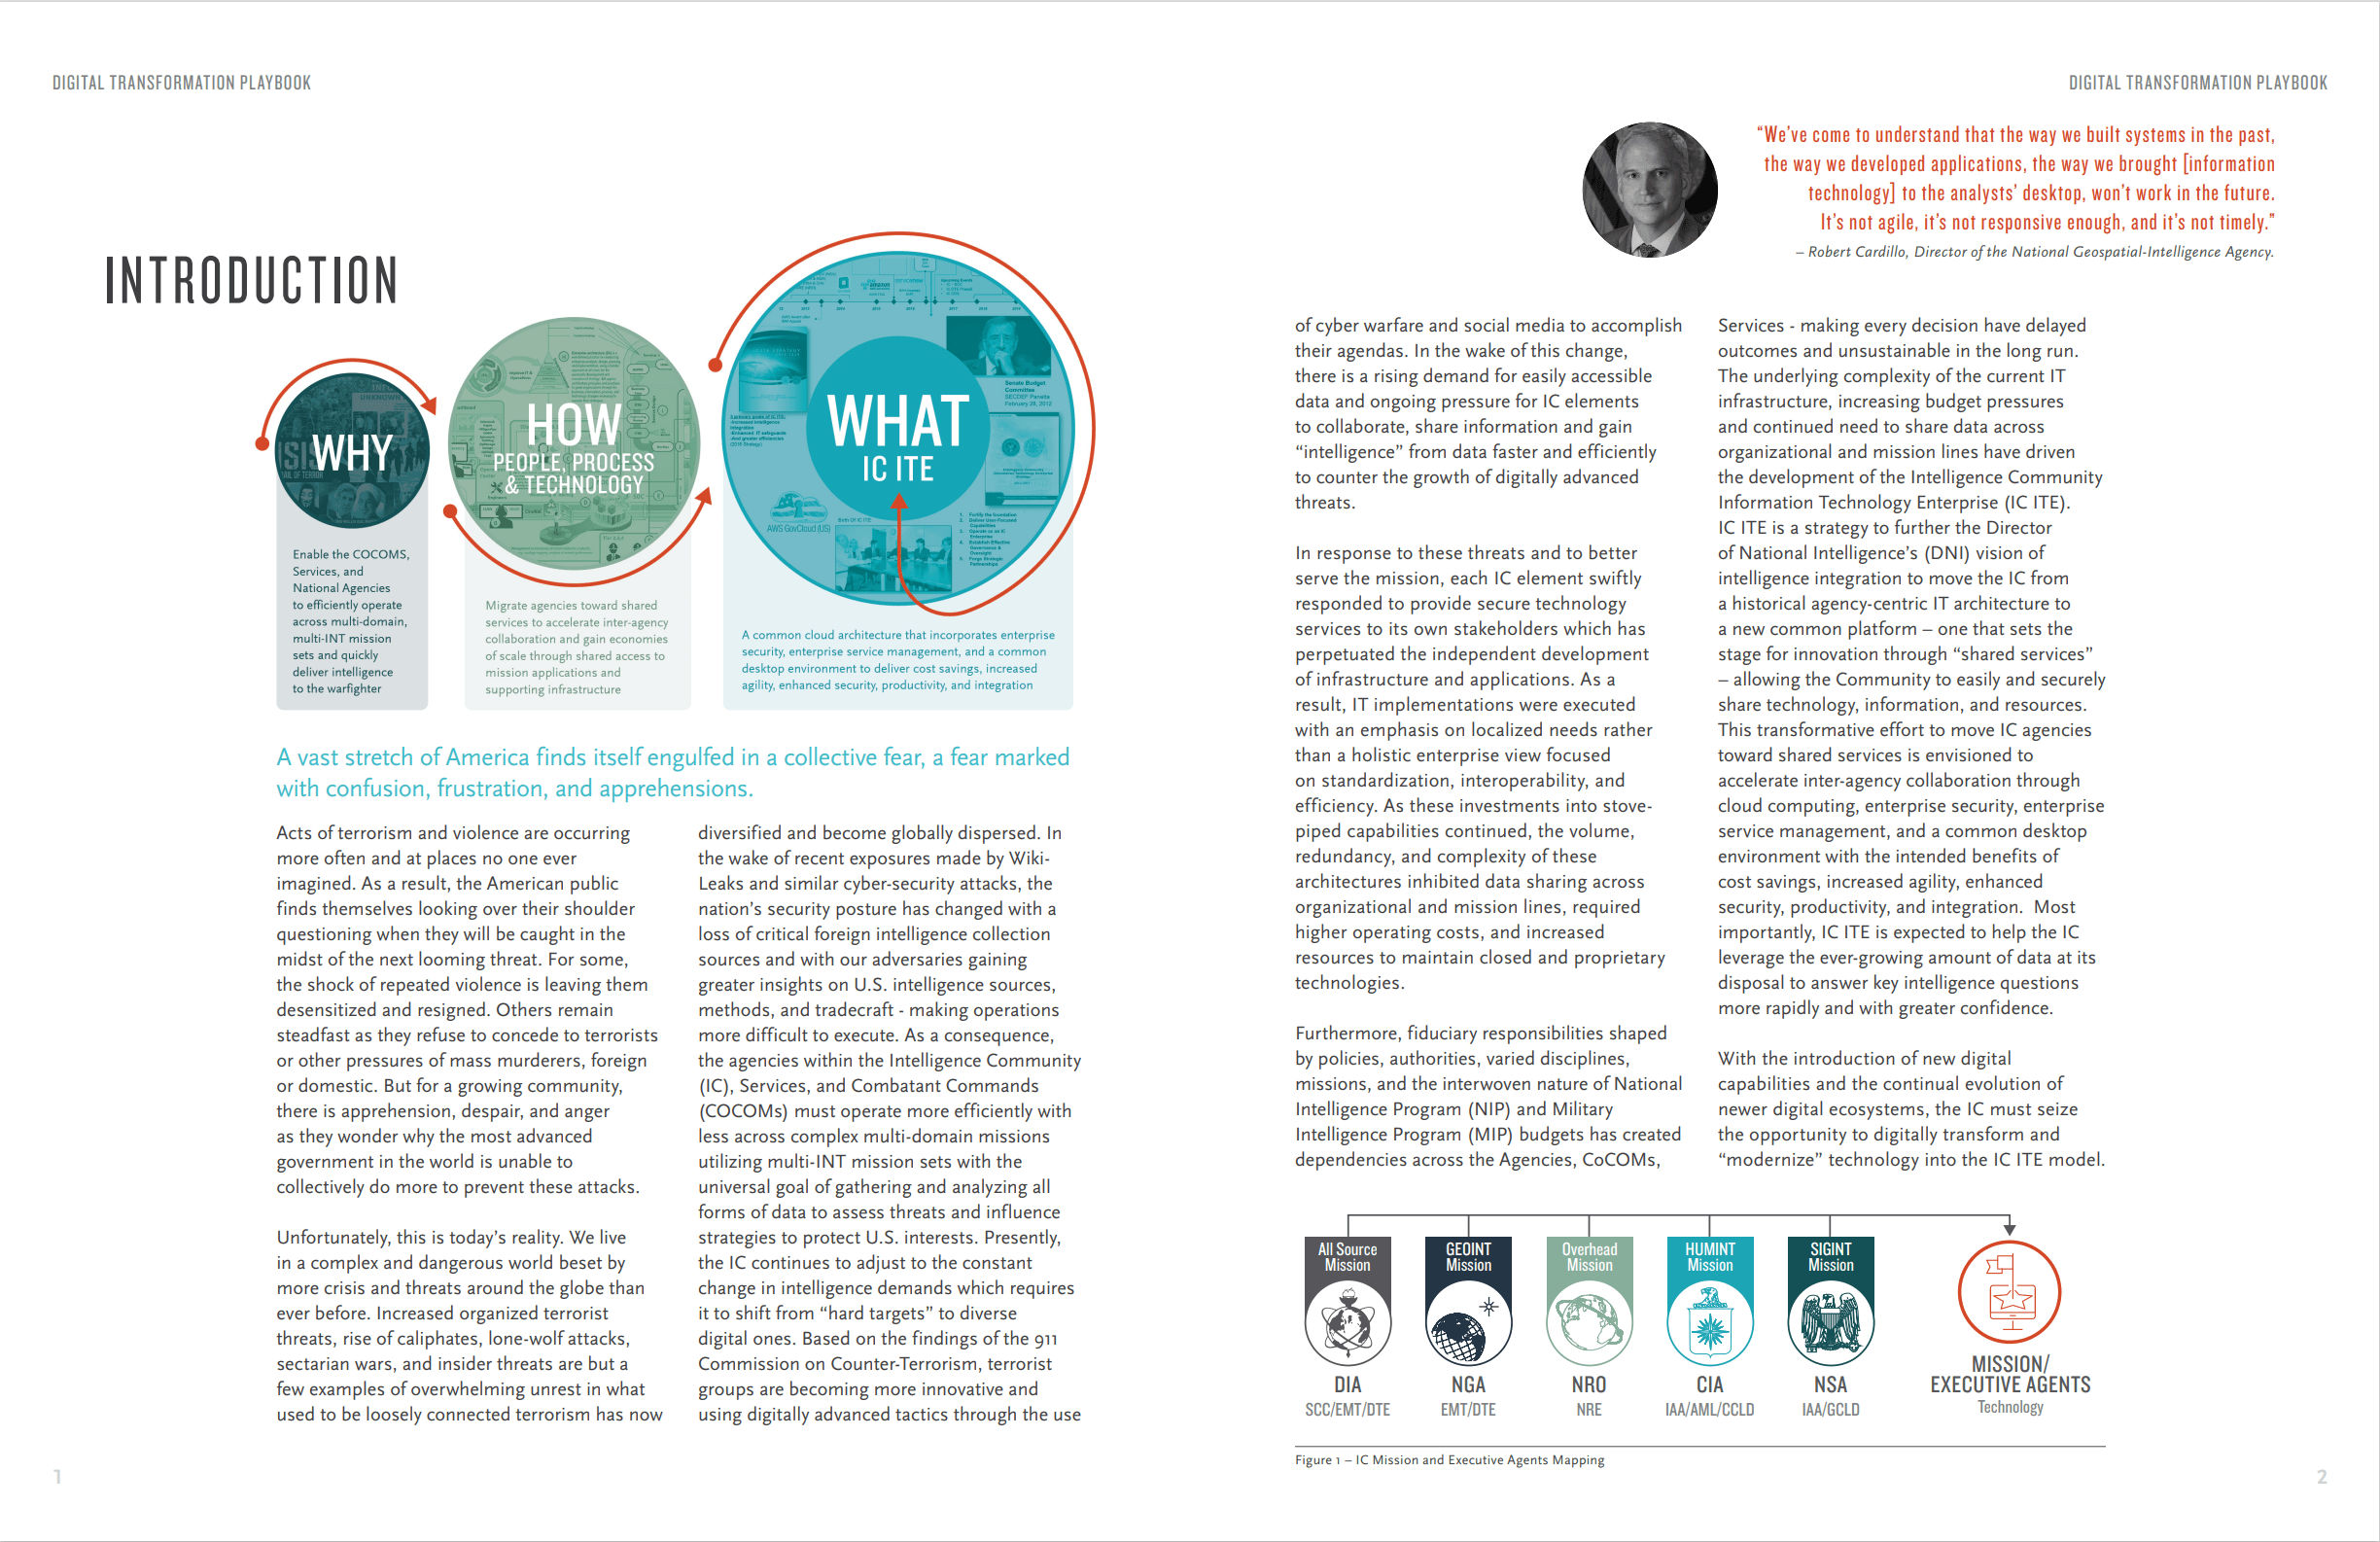 DIGITAL TRANSFORMATION PLAYBOOK
INTRODUCTION
WHY
Enable the COCOMS,
Services, and
National Agencies
to efficiently operate
across multi-domain,
multi-INT mission
sets and quickly
deliver intelligence
to the warfighter
HOW
PEOPLE, PROCESS
& TECHNOLOGY
Migrate agencies toward shared
services to accelerate inter-agency
collaboration and gain economies
of scale through shared access to
mission applications and
supporting infrastructure
WHAT
IC ITE
Senate Budget
Committee
SECDEF Panetta
February 28, 2012
AWS GovCloud (US)
A common cloud architecture that incorporates enterprise
security, enterprise service management, and a common
desktop environment to deliver cost savings, increased
agility, enhanced security, productivity, and integration
A vast stretch of America finds itself engulfed in a collective fear, a fear marked
with confusion, frustration, and apprehensions.
Acts of terrorism and violence are occurring
more often and at places no one ever
imagined. As a result, the American public
finds themselves looking over their shoulder
questioning when they will be caught in the
midst of the next looming threat. For some,
the shock of repeated violence is leaving them
desensitized and resigned. Others remain
steadfast as they refuse to concede to terrorists
or other pressures of mass murderers, foreign
or domestic. But for a growing community,
there is apprehension, despair, and anger
as they wonder why the most advanced
government in the world is unable to
collectively do more to prevent these attacks.
Unfortunately, this is today's reality. We live
in a complex and dangerous world beset by
more crisis and threats around the globe than
ever before. Increased organized terrorist
threats, rise of caliphates, lone-wolf attacks,
sectarian wars, and insider threats are but a
few examples of overwhelming unrest in what
used to be loosely connected terrorism has now
diversified and become globally dispersed. In
the wake of recent exposures made by Wiki-
Leaks and similar cyber-security attacks, the
nation's security posture has changed with a
loss of critical foreign intelligence collection
sources and with our adversaries gaining
greater insights on U.S. intelligence sources,
methods, and tradecraft - making operations
more difficult to execute. As a consequence,
the agencies within the Intelligence Community
(IC), Services, and Combatant Commands
(COCOMs) must operate more efficiently with
less across complex multi-domain missions
utilizing multi-INT mission sets with the
universal goal of gathering and analyzing all
forms of data to assess threats and influence
strategies to protect U.S. interests. Presently,
the IC continues to adjust to the constant
change in intelligence demands which requires
it to shift from “hard targets” to diverse
digital ones. Based on the findings of the 911
Commission on Counter-Terrorism, terrorist
groups are becoming more innovative and
using digitally advanced tactics through the use
1
DIGITAL TRANSFORMATION PLAYBOOK
“We've come to understand that the way we built systems in the past,
the way we developed applications, the way we brought [information
technology] to the analysts' desktop, won't work in the future.
It's not agile, it's not responsive enough, and it's not timely.”
– Robert Cardillo, Director of the National Geospatial-Intelligence Agency.
of cyber warfare and social media to accomplish
their agendas. In the wake of this change,
there is a rising demand for easily accessible
data and ongoing pressure for IC elements
to collaborate, share information and gain
“intelligence” from data faster and efficiently
to counter the growth of digitally advanced
threats.
In response to these threats and to better
serve the mission, each IC element swiftly
responded to provide secure technology
services to its own stakeholders which has
perpetuated the independent development
of infrastructure and applications. As a
result, IT implementations were executed
with an emphasis on localized needs rather
than a holistic enterprise view focused
on standardization, interoperability, and
efficiency. As these investments into stove-
piped capabilities continued, the volume,
redundancy, and complexity of these
architectures inhibited data sharing across
organizational and mission lines, required
higher operating costs, and increased
resources to maintain closed and proprietary
technologies.
Furthermore, fiduciary responsibilities shaped
by policies, authorities, varied disciplines,
missions, and the interwoven nature of National
Intelligence Program (NIP) and Military
Intelligence Program (MIP) budgets has created
dependencies across the Agencies, CoCOMs,
Services - making every decision have delayed
outcomes and unsustainable in the long run.
The underlying complexity of the current IT
infrastructure, increasing budget pressures
and continued need to share data across
organizational and mission lines have driven
the development of the Intelligence Community
Information Technology Enterprise (IC ITE).
IC ITE is a strategy to further the Director
of National Intelligence's (DNI) vision of
intelligence integration to move the IC from
a historical agency-centric IT architecture to
a new common platform – one that sets the
stage for innovation through “shared services”
– allowing the Community to easily and securely
share technology, information, and resources.
This transformative effort to move IC agencies
toward shared services is envisioned to
accelerate inter-agency collaboration through
cloud computing, enterprise security, enterprise
service management, and a common desktop
environment with the intended benefits of
cost savings, increased agility, enhanced
security, productivity, and integration. Most
importantly, IC ITE is expected to help the IC
leverage the ever-growing amount of data at its
disposal to answer key intelligence questions
more rapidly and with greater confidence.
With the introduction of new digital
capabilities and the continual evolution of
newer digital ecosystems, the IC must seize
the opportunity to digitally transform and
“modernize” technology into the IC ITE model.
All Source
Mission
DIA
SCC/EMT/DTE
GEOINT
Mission
NGA
EMT/DTE
Overhead
Mission
NRO
NRE
HUMINT
Mission
CIA
IAA/AML/CCLD
SIGINT
Mission
NSA
IAA/GCLD
MISSION/
EXECUTIVE AGENTS
Technology
Figure 1 – IC Mission and Executive Agents Mapping
2